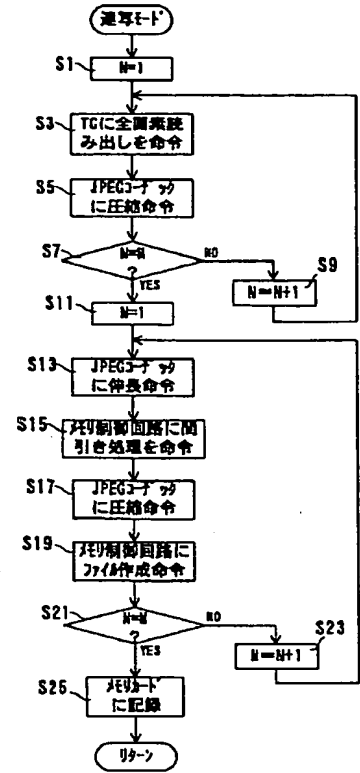 連写モード
S1
N=1
S3
TGに全画素読
み出しを命令
S5
JPEGコーデック
に圧縮命令
S7
N=N
?
NO
YES
S9
N=N+1
S11
N=1
S13
JPEGコーデック
に伸長命令
S15
メモリ制御回路に間
引き処理を命令
S17
JPEGコーデック
に圧縮命令
S19
メモリ制御回路に
ファイル作成命令
S21
N=N
?
NO
YES
S23
N=N+1
S25
メモリカード
に記録
リターン